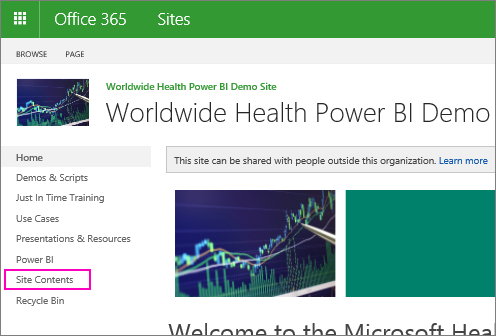 Office 365 Sites
BROWSE PAGE
Worldwide Health Power BI Demo Site
Worldwide Health Power BI Demo
Home
Demos & Scripts
Just In Time Training
Use Cases
Presentations & Resources
Power BI
Site Contents
Recycle Bin
This site can be shared with people outside this organization. Learn more
Welcome to the Microsoft Hea